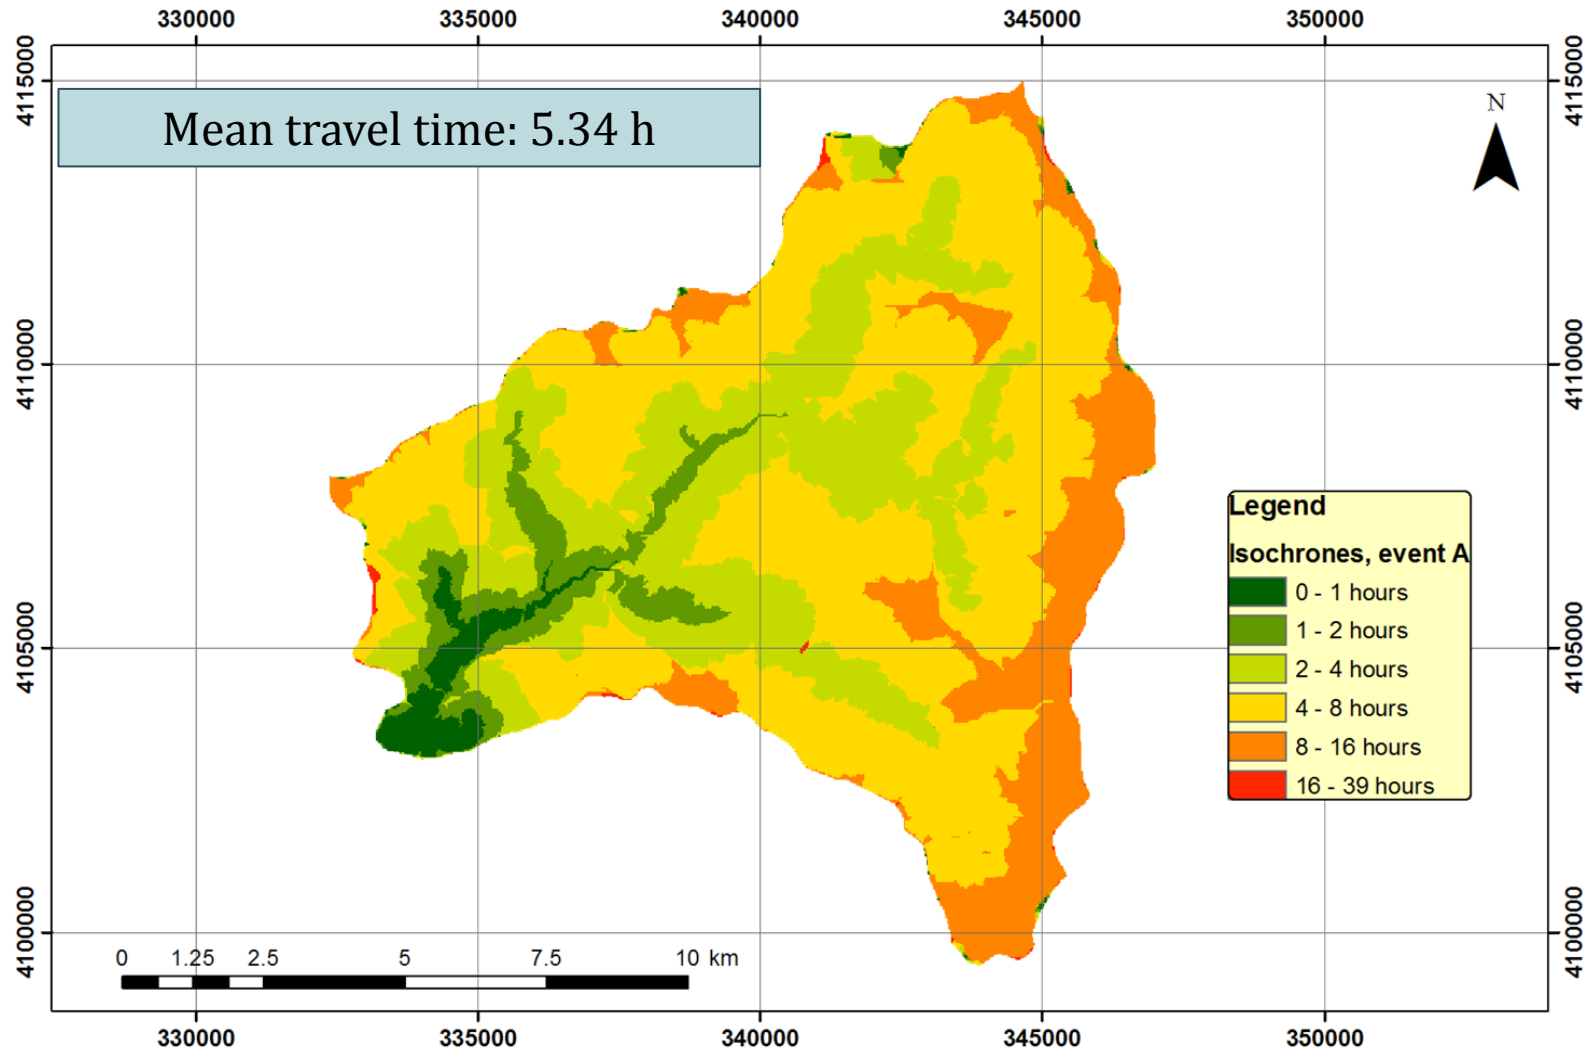 330000 335000 340000 345000 350000
4115000
4115000
Mean travel time: 5.34 h
N
4110000
4110000
Legend
Isochrones, event A
0 - 1 hours
1 - 2 hours
2 - 4 hours
4 - 8 hours
8 - 16 hours
16 - 39 hours
4105000
4105000
4100000
4100000
0 1.25 2.5 5 7.5 10 km
330000 335000 340000 345000 350000